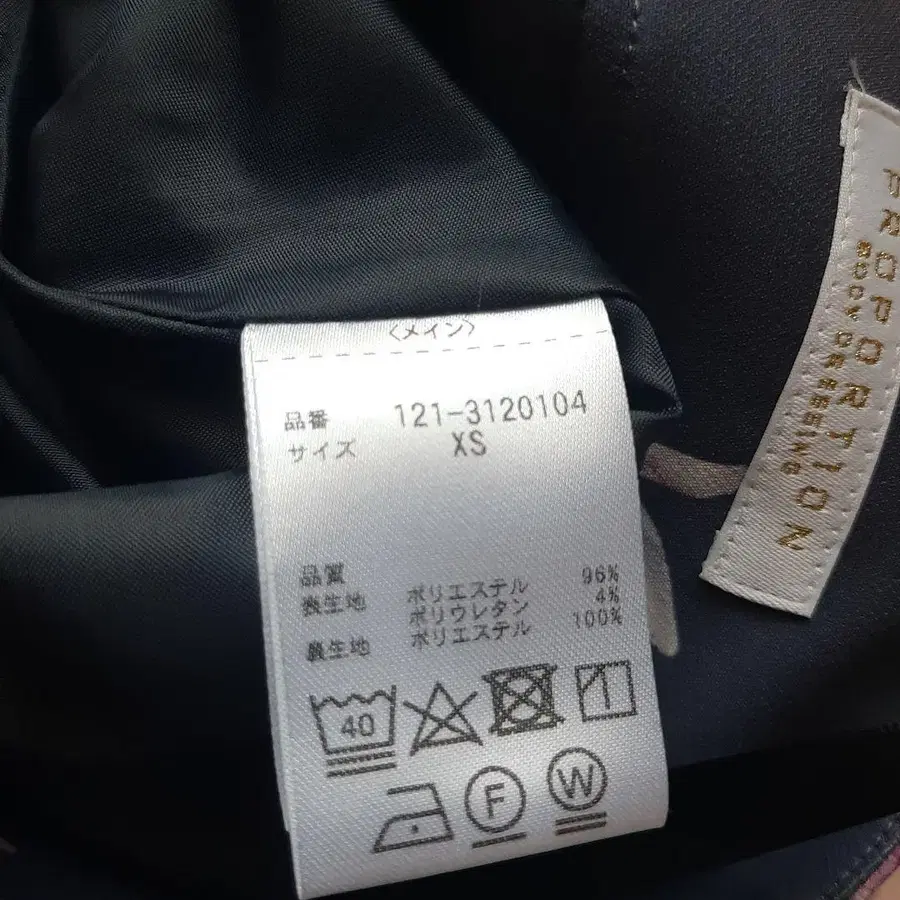 〈メイン〉
品番 121-3120104
サイズ XS
品質
表生地 ポリエステル 96%
ポリウレタン 4%
裏生地 ポリエステル 100%
40
F
W
PROPORTION
BODY DRESSING